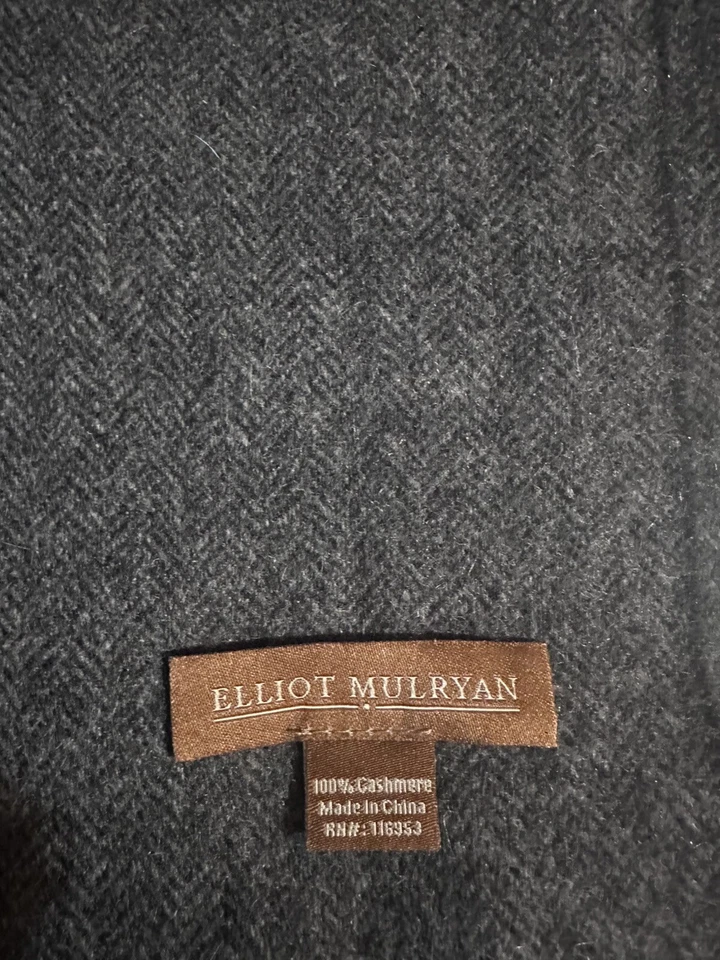 ELLIOT MULRYAN
100% Cashmere
Made In China
RN#: 116953